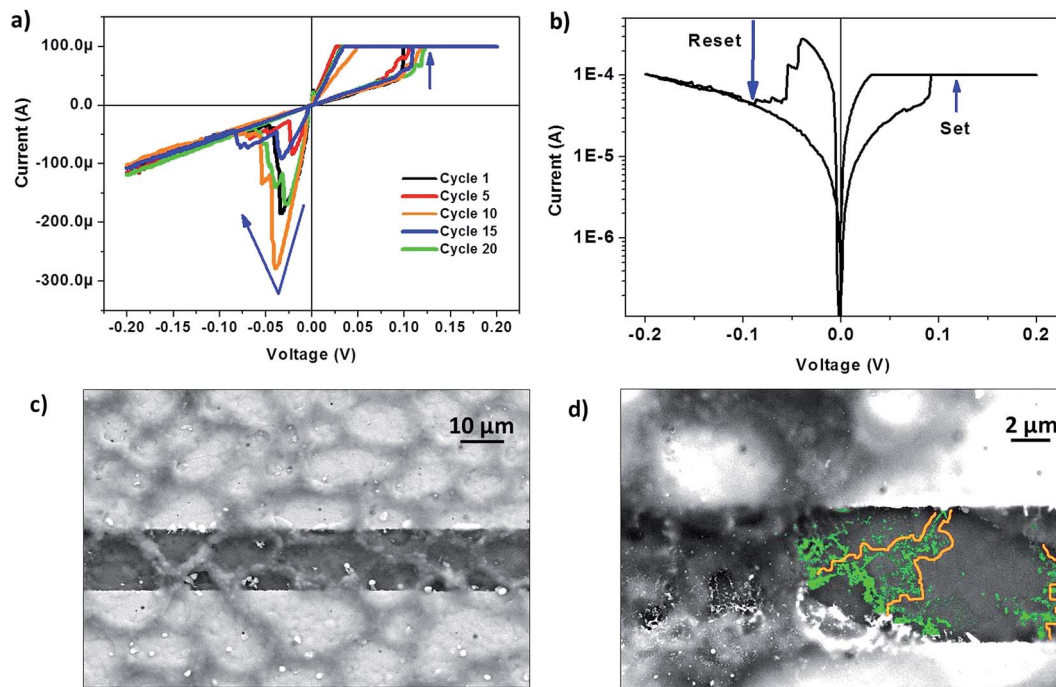 a)
100.0μ
0.0
-100.0μ
-200.0μ
-300.0μ
Current (A)
Cycle 1
Cycle 5
Cycle 10
Cycle 15
Cycle 20
-0.20 -0.15 -0.10 -0.05 0.00 0.05 0.10 0.15 0.20
Voltage (V)
b)
Reset
Set
1E-4
1E-5
1E-6
Current (A)
-0.2 -0.1 0.0 0.1 0.2
Voltage (V)
c)
10 μm
d)
2 μm